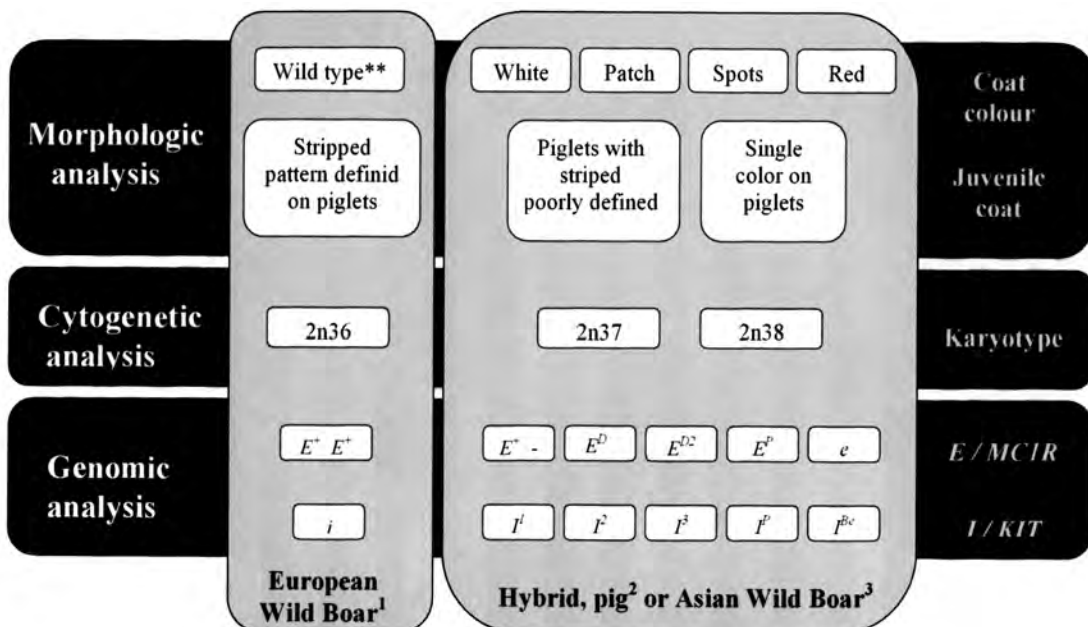 Wild type** White Patch Spots Red Coat
colour
Morphologic
analysis
Stripped
pattern definid
on piglets
Piglets with
striped
poorly defined
Single
color on
piglets
Juvenile
coat
Cytogenetic
analysis
2n36 2n37 2n38 Karyotype
Genomic
analysis
E⁺ E⁺ E⁺ - Eᴰ Eᴰ² Eᴾ e E / MC1R
i I¹ I² I³ Iᴾ Iᴮᵉ I / KIT
European
Wild Boar¹
Hybrid, pig² or Asian Wild Boar³